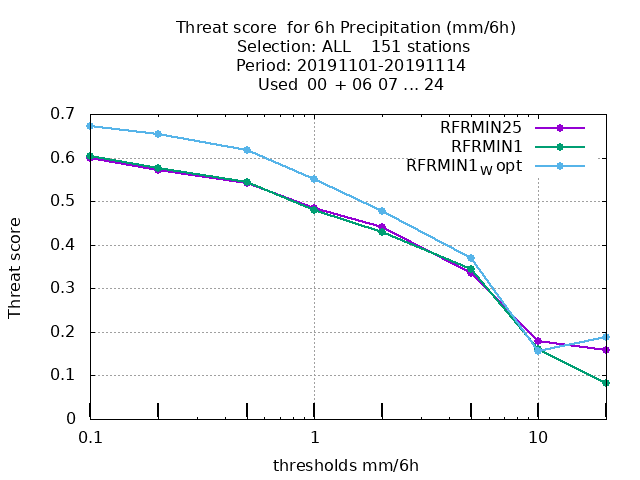 Threat score  for 6h Precipitation (mm/6h)
Selection: ALL    151 stations
Period: 20191101-20191114
Used  00  + 06 07 ... 24
RFRMIN25
RFRMIN1
RFRMIN1W opt
0.7
0.6
0.5
0.4
0.3
0.2
0.1
0
Threat score
0.1 1 10
thresholds mm/6h